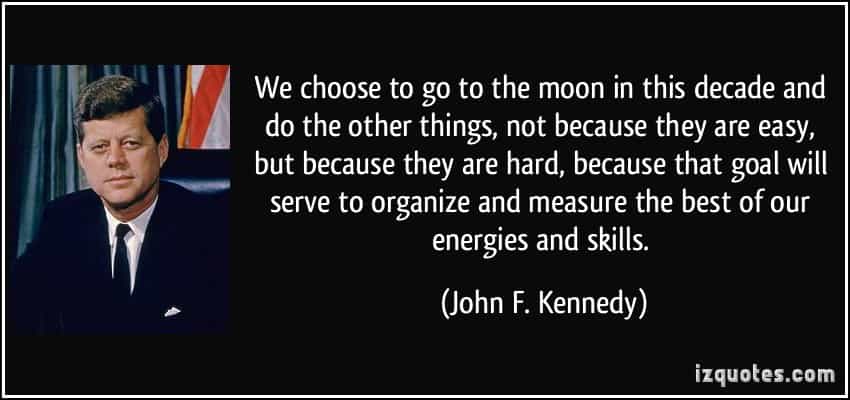 We choose to go to the moon in this decade and
do the other things, not because they are easy,
but because they are hard, because that goal will
serve to organize and measure the best of our
energies and skills.
(John F. Kennedy)
izquotes.com